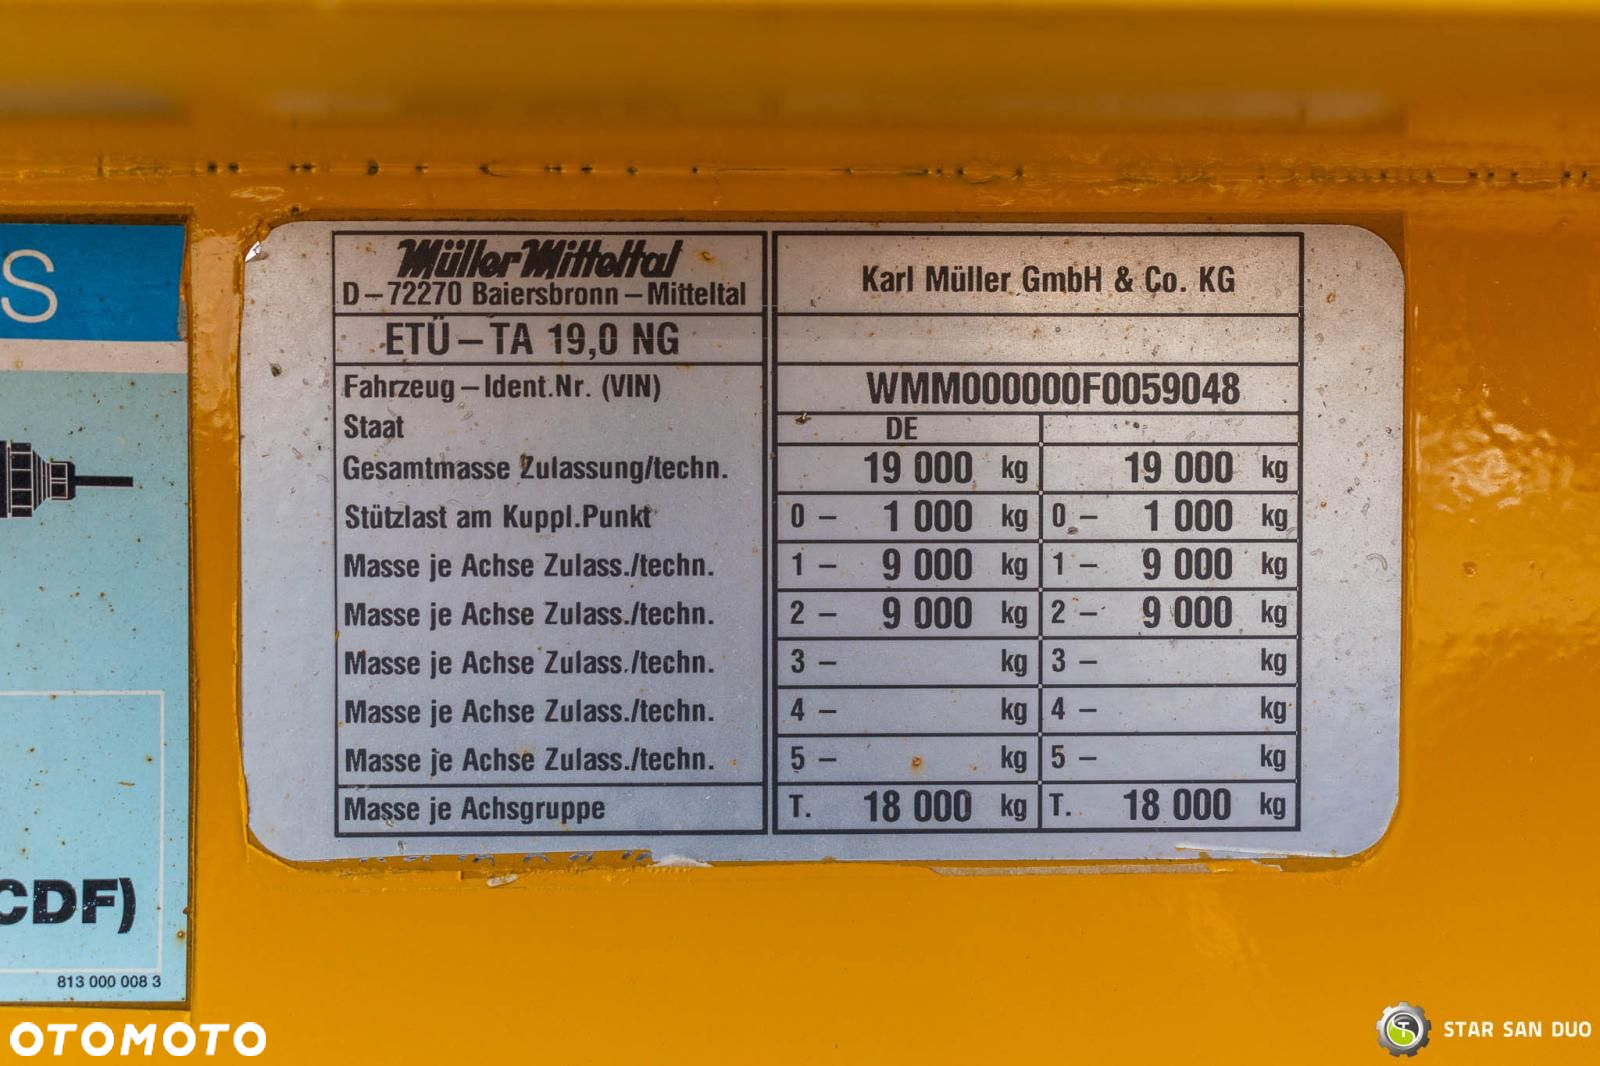 S
CDF)
813 000 008 3
Müller Mitteltal
D-72270 Baiersbronn-Mitteltal
Karl Müller GmbH & Co. KG
ETÜ-TA 19,0 NG
Fahrzeug-Ident.Nr. (VIN) WMM000000F0059048
Staat DE
Gesamtmasse Zulassung/techn. 19 000 kg 19 000 kg
Stützlast am Kuppl.Punkt 0- 1 000 kg 0- 1 000 kg
Masse je Achse Zulass./techn. 1- 9 000 kg 1- 9 000 kg
Masse je Achse Zulass./techn. 2- 9 000 kg 2- 9 000 kg
Masse je Achse Zulass./techn. 3- kg 3- kg
Masse je Achse Zulass./techn. 4- kg 4- kg
Masse je Achse Zulass./techn. 5- kg 5- kg
Masse je Achsgruppe T. 18 000 kg T. 18 000 kg
OTOMOTO
STAR SAN DUO